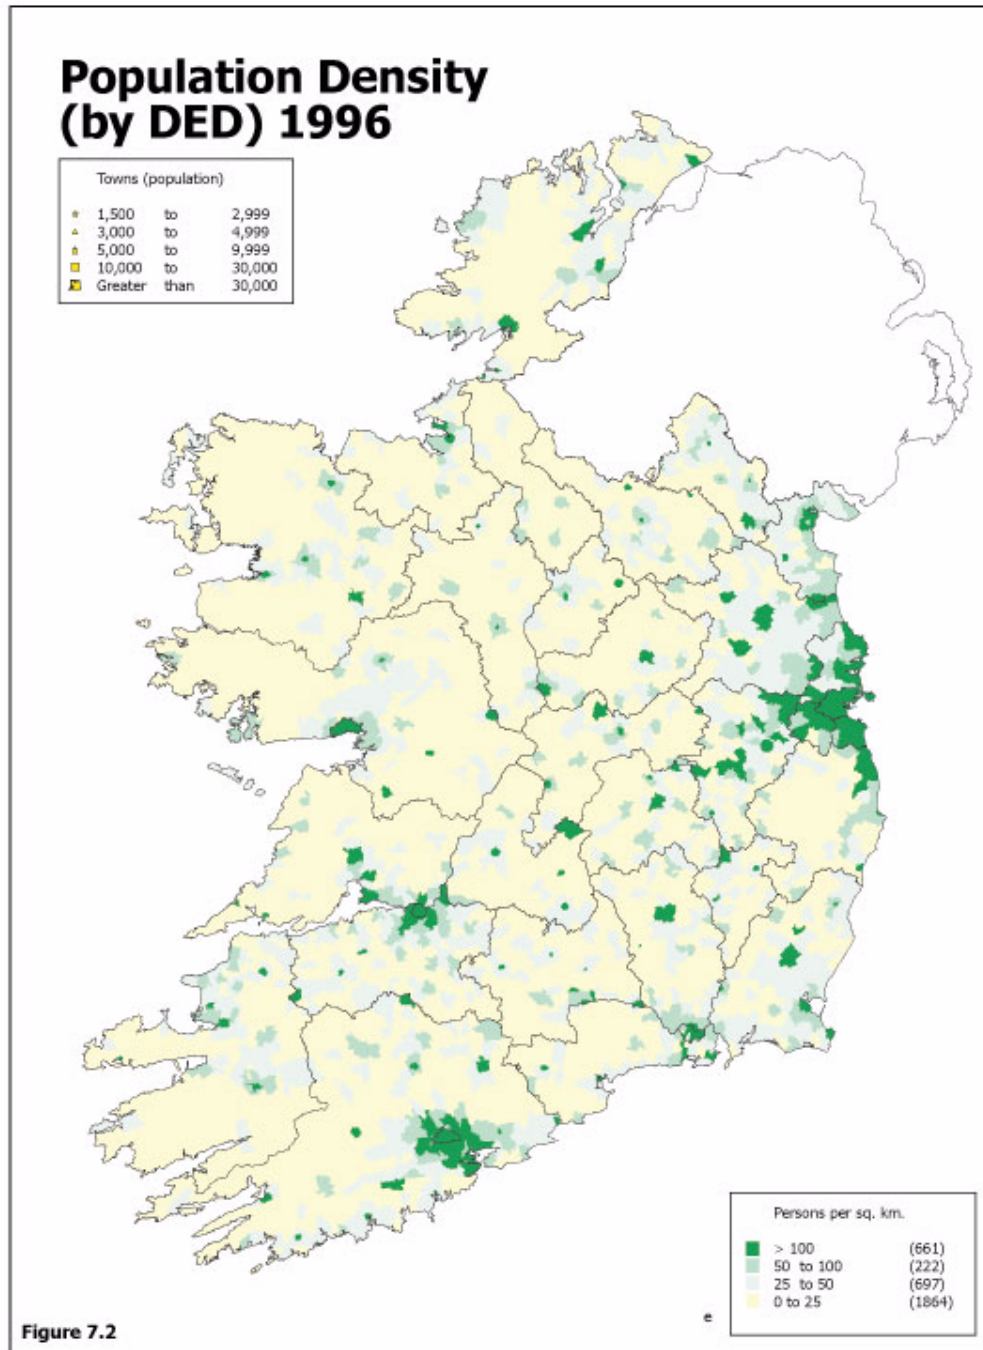 Population Density
(by DED) 1996
Towns (population)
1,500 to 2,999
3,000 to 4,999
5,000 to 9,999
10,000 to 30,000
Greater than 30,000
Persons per sq. km.
> 100 (661)
50 to 100 (222)
25 to 50 (697)
0 to 25 (1864)
e
Figure 7.2